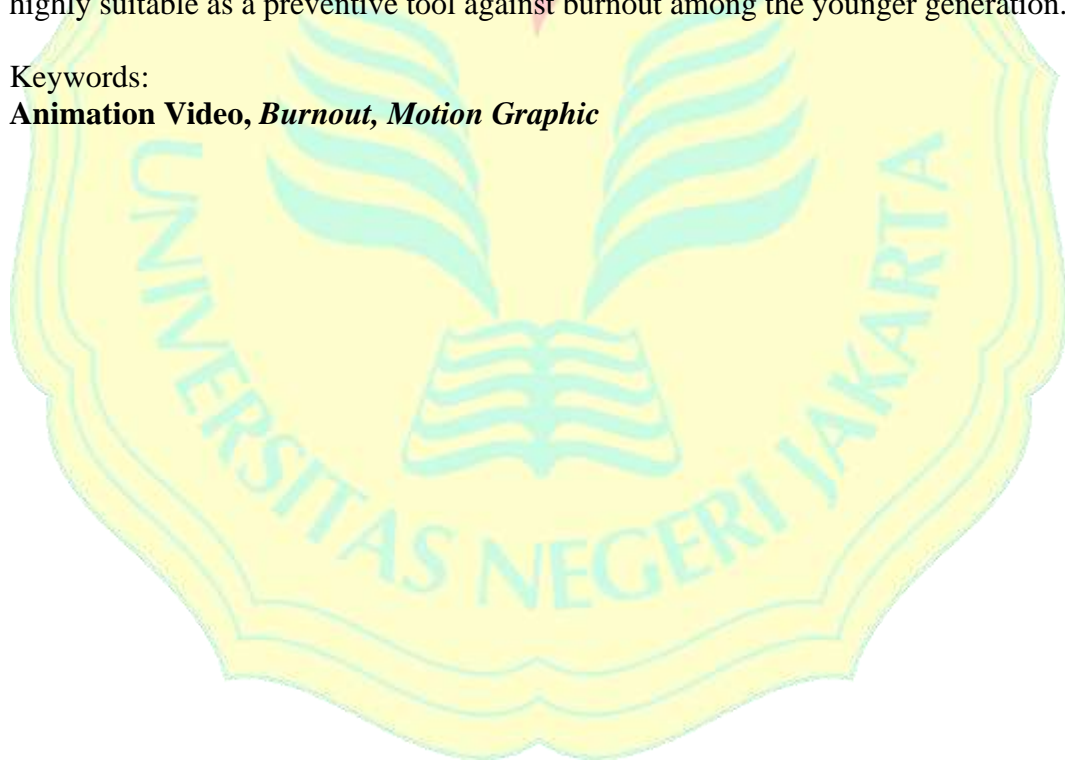 highly suitable as a preventive tool against burnout among the younger generation.
Keywords:
Animation Video, Burnout, Motion Graphic
UNIVERSITAS NEGERI JAKARTA